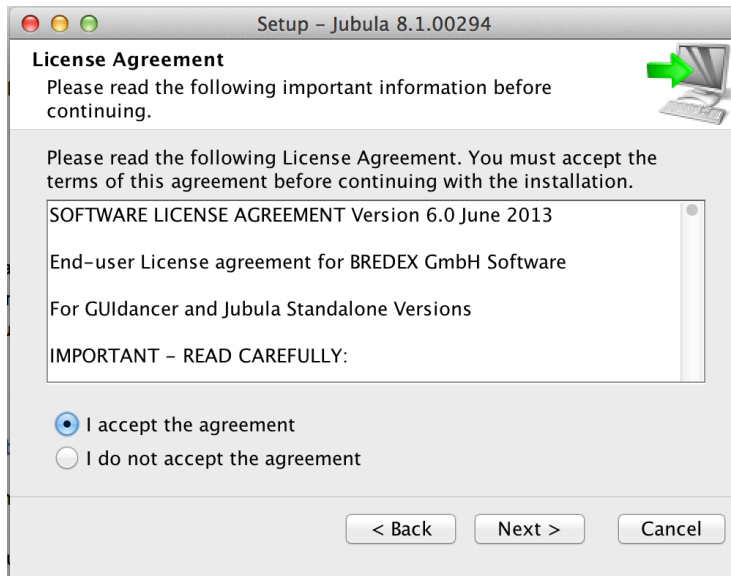 Setup – Jubula 8.1.00294
License Agreement
Please read the following important information before
continuing.
Please read the following License Agreement. You must accept the
terms of this agreement before continuing with the installation.
SOFTWARE LICENSE AGREEMENT Version 6.0 June 2013
End-user License agreement for BREDEX GmbH Software
For GUIdancer and Jubula Standalone Versions
IMPORTANT – READ CAREFULLY:
I accept the agreement
I do not accept the agreement
< Back Next > Cancel